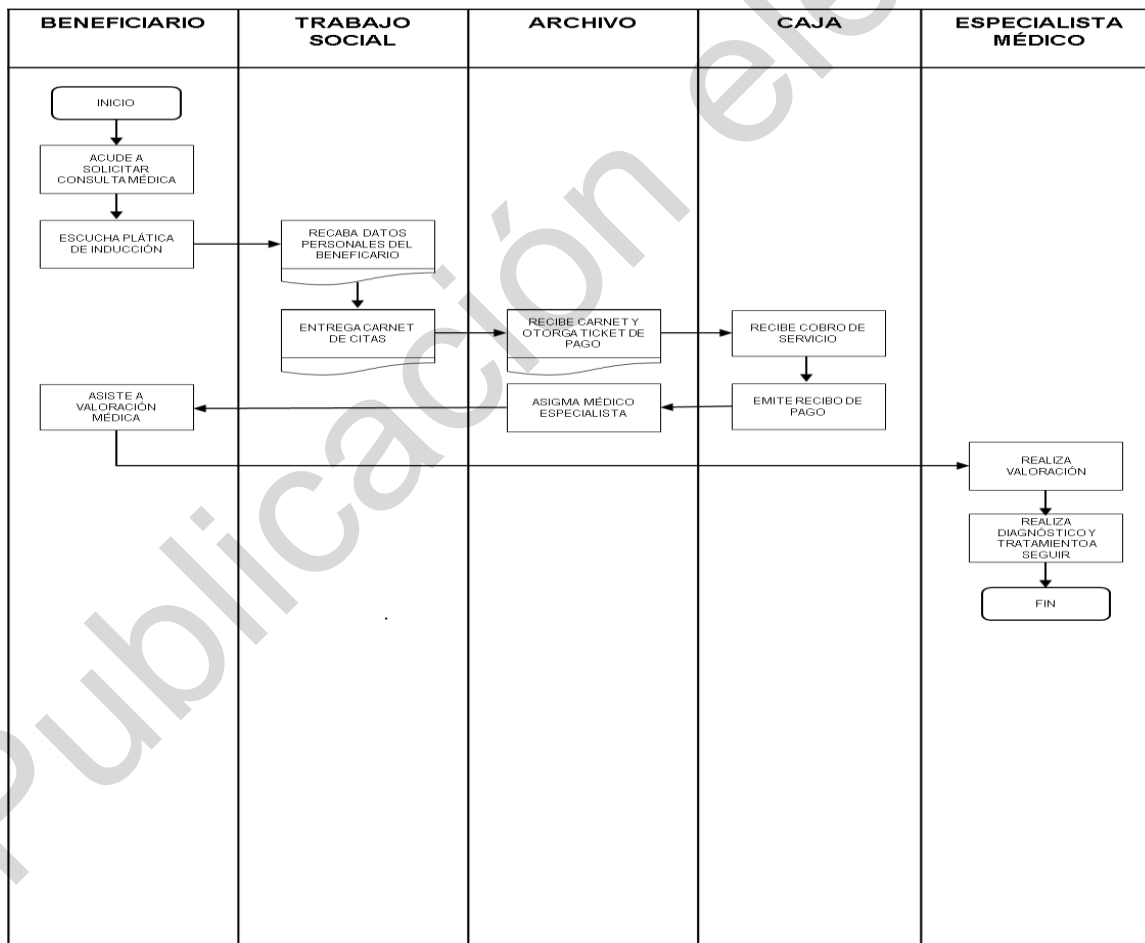 BENEFICIARIO
TRABAJO
SOCIAL
ARCHIVO
CAJA
ESPECIALISTA
MÉDICO
INICIO
ACUDE A
SOLICITAR
CONSULTA MÉDICA
ESCUCHA PLÁTICA
DE INDUCCIÓN
RECABA DATOS
PERSONALES DEL
BENEFICARIO
ENTREGA CARNET
DE CITAS
RECIBE CARNET Y
OTORGA TICKET DE
PAGO
RECIBE COBRO DE
SERVICIO
EMITE RECIBO DE
PAGO
ASIGMA MÉDICO
ESPECIALISTA
ASISTE A
VALORACIÓN
MÉDICA
REALIZA
VALORACIÓN
REALIZA
DIAGNÓSTICO Y
TRATAMIENTO A
SEGUIR
FIN
Publicación ele